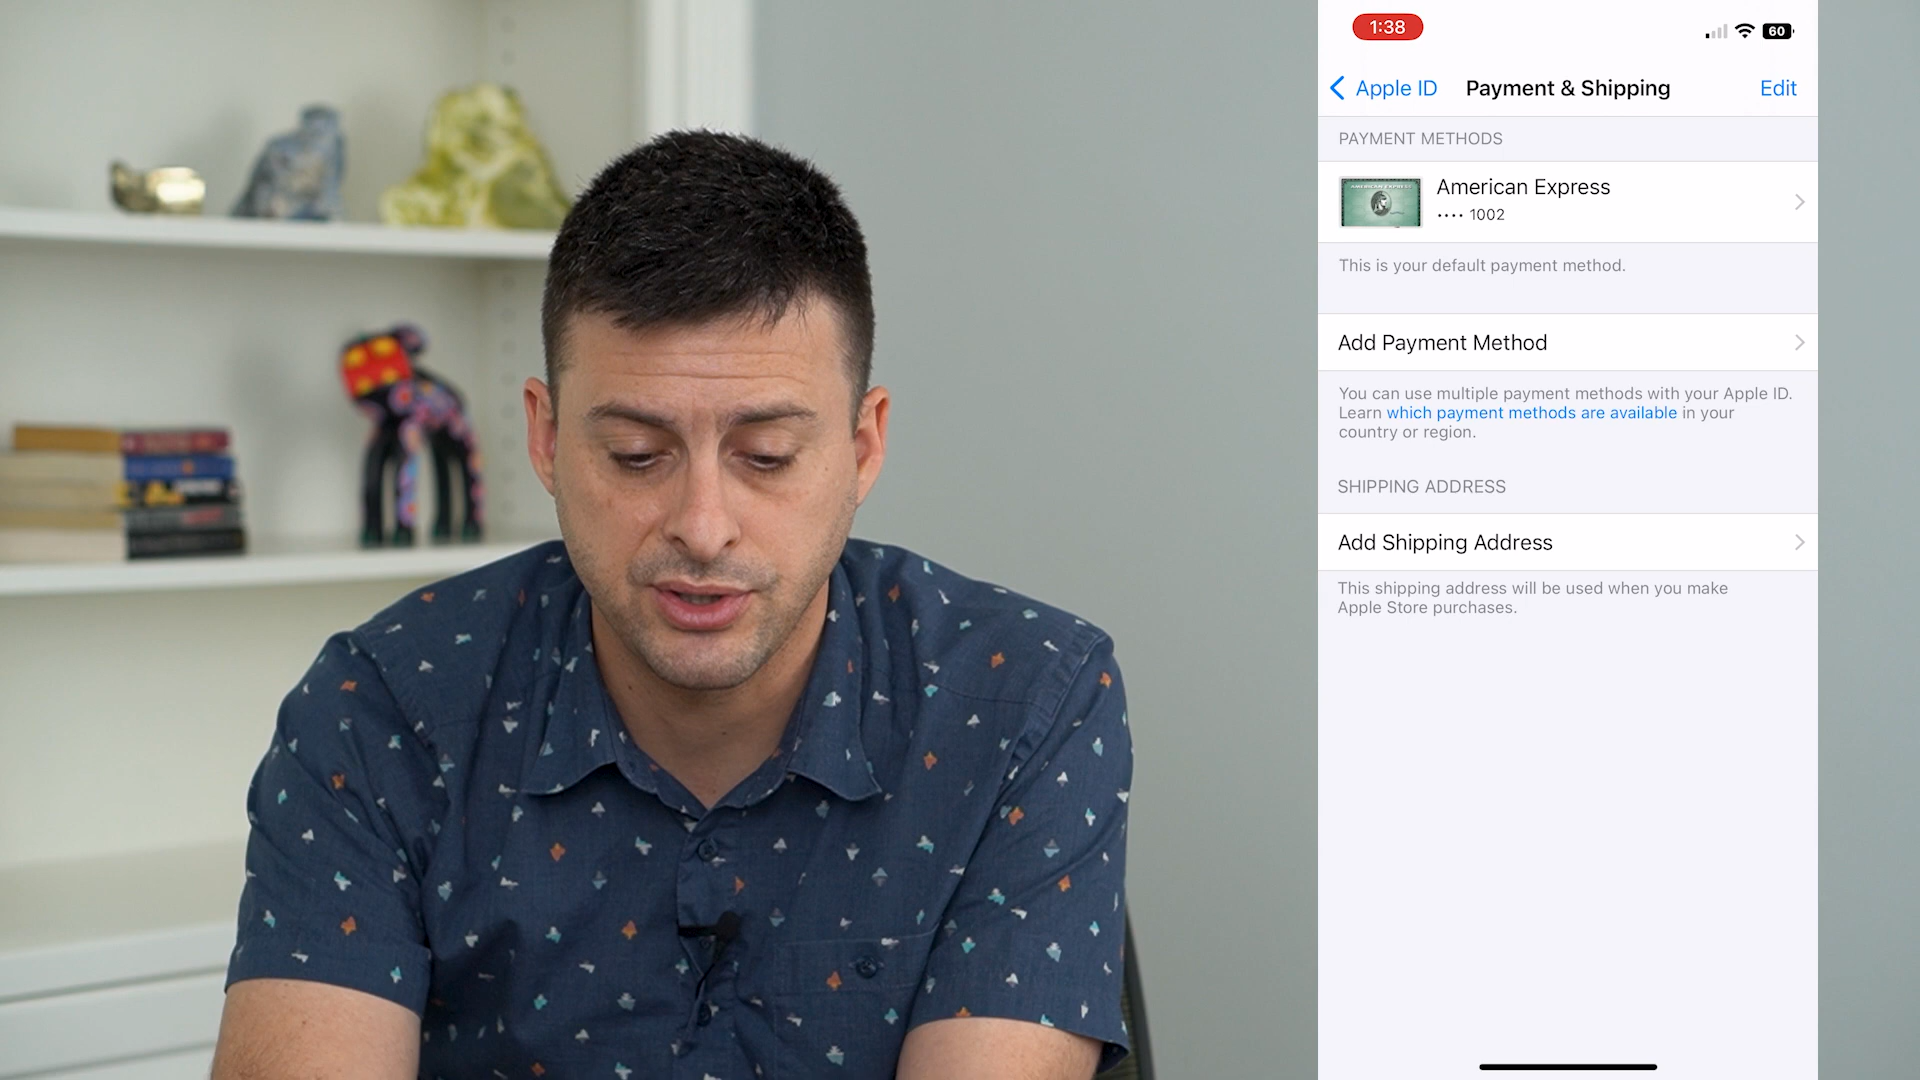 1:38
60
Apple ID
Payment & Shipping
Edit
PAYMENT METHODS
AMERICAN EXPRESS
American Express
•••• 1002
This is your default payment method.
Add Payment Method
You can use multiple payment methods with your Apple ID.
Learn which payment methods are available in your
country or region.
SHIPPING ADDRESS
Add Shipping Address
This shipping address will be used when you make
Apple Store purchases.